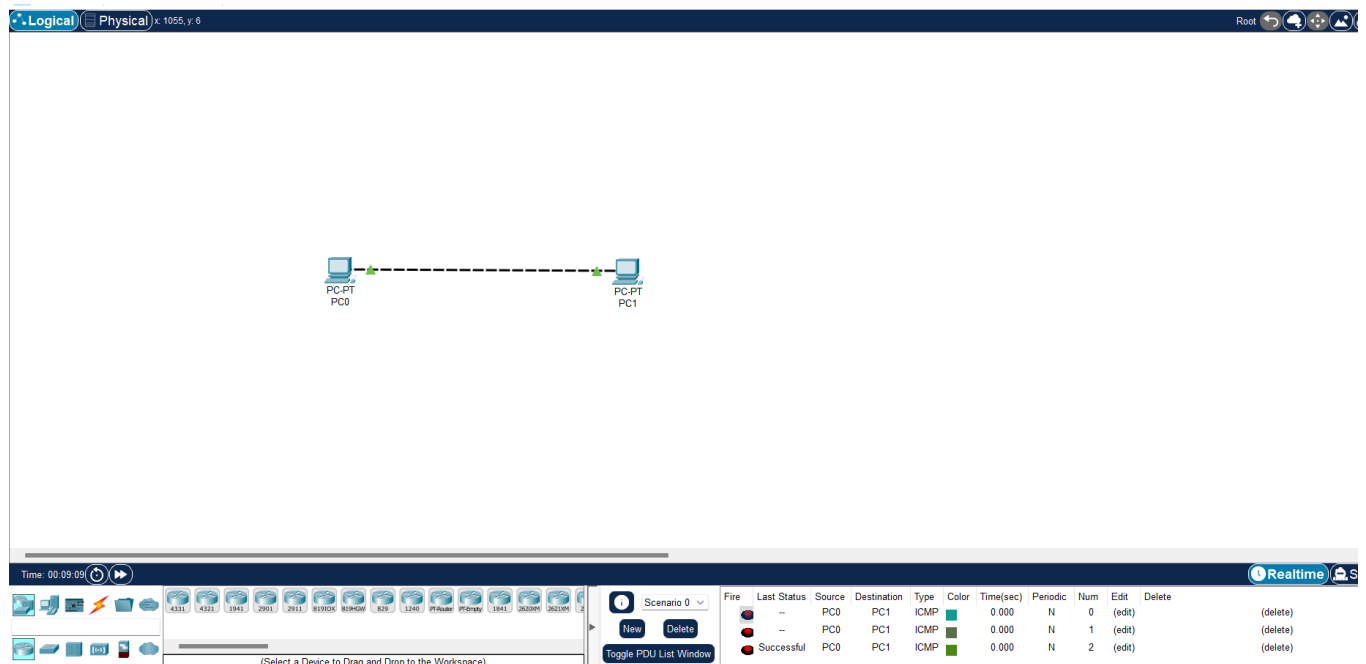 Logical Physical x: 1055, y: 6 Root
PC-PT
PC0
PC-PT
PC1
Time: 00:09:09 Realtime S
4331 4321 1941 2901 2911 819IOX 819HGW 829 1240 PT-Router PT-Empty 1841 2620XM 2621XM 2
(Select a Device to Drag and Drop to the Workspace)
Scenario 0
New Delete
Toggle PDU List Window
Fire Last Status Source Destination Type Color Time(sec) Periodic Num Edit Delete
-- PC0 PC1 ICMP 0.000 N 0 (edit) (delete)
-- PC0 PC1 ICMP 0.000 N 1 (edit) (delete)
Successful PC0 PC1 ICMP 0.000 N 2 (edit) (delete)